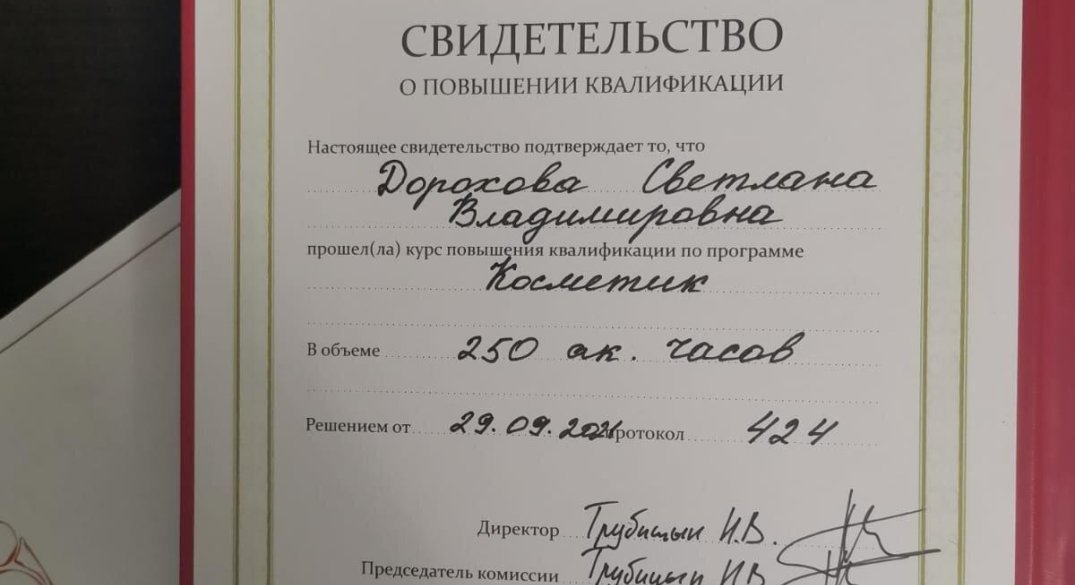 СВИДЕТЕЛЬСТВО
О ПОВЫШЕНИИ КВАЛИФИКАЦИИ
Настоящее свидетельство подтверждает то, что
Дорохова Светлана
Владимировна
прошел(ла) курс повышения квалификации по программе
Косметик
В объеме 250 ак. часов
Решением от 29.09.2021 протокол 424
Директор Трубицын И.В.
Председатель комиссии Трубицын И.В.